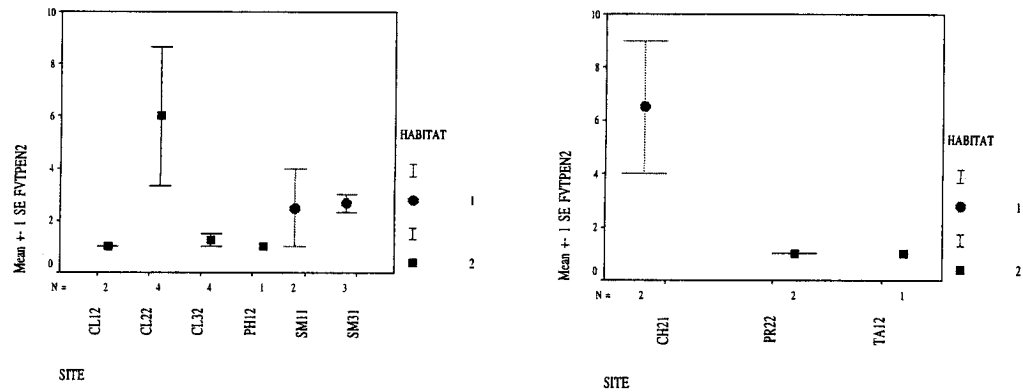 10
8
6
4
2
0
Mean +- 1 SE FVTPEN2
N = 2 4 4 1 2 3
CL12 CL22 CL32 PH12 SM11 SM31
SITE
HABITAT
1
2
10
8
6
4
2
0
Mean +- 1 SE FVTPEN2
N = 2 2 1
CH21 PR22 TA12
SITE
HABITAT
1
2